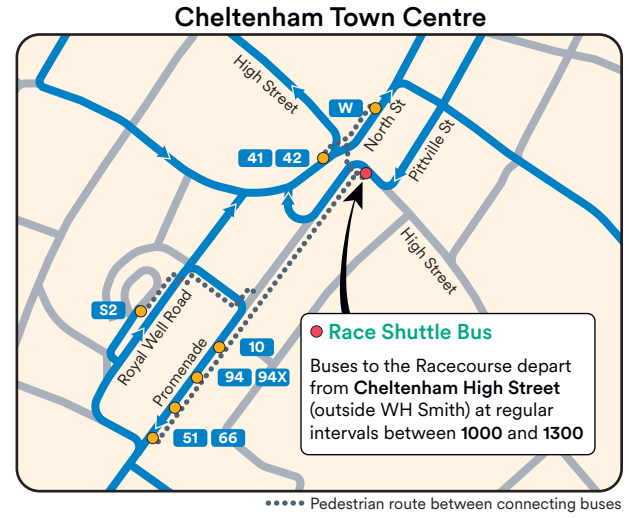 Cheltenham Town Centre
High Street
W
North St
Pittville St
41 42
High Street
S2
Royal Well Road
Promenade
10
94 94X
51 66
Race Shuttle Bus
Buses to the Racecourse depart
from Cheltenham High Street
(outside WH Smith) at regular
intervals between 1000 and 1300
Pedestrian route between connecting buses